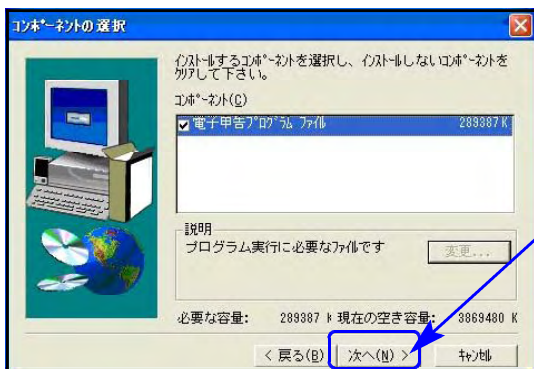 コンポーネントの選択
インストールするコンポーネントを選択し、インストールしないコンポーネントを
クリアして下さい。
コンポーネント(C)
電子申告プログラム ファイル 289387 K
説明
プログラム実行に必要なファイルです
変更...
必要な容量: 289387 K 現在の空き容量: 3869480 K
< 戻る(B) 次へ(N) > キャンセル